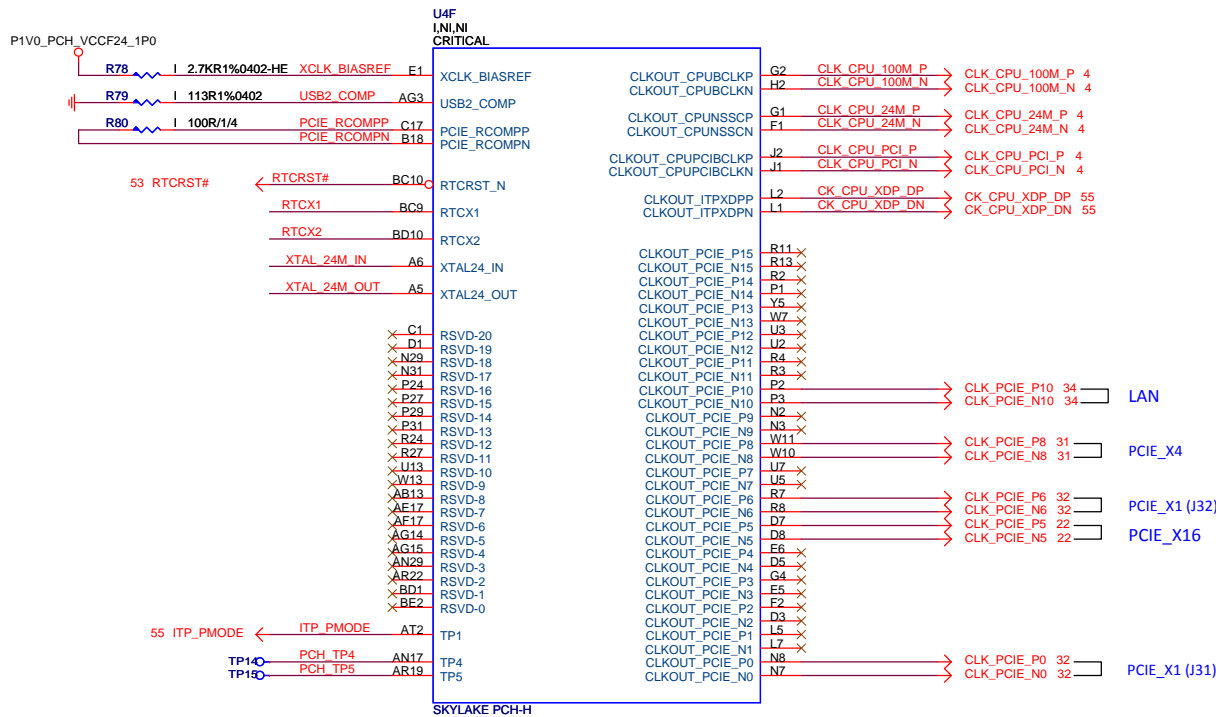 U4F
I,NI,NI
CRITICAL
P1V0_PCH_VCCF24_1P0
R78 I 2.7KR1%0402-HE XCLK_BIASREF E1 XCLK_BIASREF
R79 I 113R1%0402 USB2_COMP AG3 USB2_COMP
R80 I 100R/1/4 PCIE_RCOMPP C17 PCIE_RCOMPP
PCIE_RCOMPN B18 PCIE_RCOMPN
53 RTCRST# RTCRST# BC10 RTCRST_N
RTCX1 BC9 RTCX1
RTCX2 BD10 RTCX2
XTAL_24M_IN A6 XTAL24_IN
XTAL_24M_OUT A5 XTAL24_OUT
C1 RSVD-20
D1 RSVD-19
N29 RSVD-18
N31 RSVD-17
P24 RSVD-16
P27 RSVD-15
P29 RSVD-14
P31 RSVD-13
R24 RSVD-12
R27 RSVD-11
U13 RSVD-10
W13 RSVD-9
AB13 RSVD-8
AE17 RSVD-7
AF17 RSVD-6
AG14 RSVD-5
AG15 RSVD-4
AN29 RSVD-3
AR22 RSVD-2
BD1 RSVD-1
BE2 RSVD-0
55 ITP_PMODE ITP_PMODE AT2 TP1
TP14 PCH_TP4 AN17 TP4
TP15 PCH_TP5 AR19 TP5
CLKOUT_CPUBCLKP G2 CLK_CPU_100M_P CLK_CPU_100M_P 4
CLKOUT_CPUBCLKN H2 CLK_CPU_100M_N CLK_CPU_100M_N 4
CLKOUT_CPUNSSCP G1 CLK_CPU_24M_P CLK_CPU_24M_P 4
CLKOUT_CPUNSSCN F1 CLK_CPU_24M_N CLK_CPU_24M_N 4
CLKOUT_CPUPCIBCLKP J2 CLK_CPU_PCI_P CLK_CPU_PCI_P 4
CLKOUT_CPUPCIBCLKN J1 CLK_CPU_PCI_N CLK_CPU_PCI_N 4
CLKOUT_ITPXDPP L2 CK_CPU_XDP_DP CK_CPU_XDP_DP 55
CLKOUT_ITPXDPN L1 CK_CPU_XDP_DN CK_CPU_XDP_DN 55
CLKOUT_PCIE_P15 R11
CLKOUT_PCIE_N15 R13
CLKOUT_PCIE_P14 R2
CLKOUT_PCIE_N14 P1
CLKOUT_PCIE_P13 Y5
CLKOUT_PCIE_N13 W7
CLKOUT_PCIE_P12 U3
CLKOUT_PCIE_N12 U2
CLKOUT_PCIE_P11 R4
CLKOUT_PCIE_N11 R3
CLKOUT_PCIE_P10 P2 CLK_PCIE_P10 34
CLKOUT_PCIE_N10 P3 CLK_PCIE_N10 34
LAN
CLKOUT_PCIE_P9 N2
CLKOUT_PCIE_N9 N3
CLKOUT_PCIE_P8 W11 CLK_PCIE_P8 31
CLKOUT_PCIE_N8 W10 CLK_PCIE_N8 31
PCIE_X4
CLKOUT_PCIE_P7 U7
CLKOUT_PCIE_N7 U5
CLKOUT_PCIE_P6 R7 CLK_PCIE_P6 32
CLKOUT_PCIE_N6 R8 CLK_PCIE_N6 32
PCIE_X1 (J32)
CLKOUT_PCIE_P5 D7 CLK_PCIE_P5 22
CLKOUT_PCIE_N5 D8 CLK_PCIE_N5 22
PCIE_X16
CLKOUT_PCIE_P4 E6
CLKOUT_PCIE_N4 D5
CLKOUT_PCIE_P3 G4
CLKOUT_PCIE_N3 E5
CLKOUT_PCIE_P2 F2
CLKOUT_PCIE_N2 D3
CLKOUT_PCIE_P1 L5
CLKOUT_PCIE_N1 L7
CLKOUT_PCIE_P0 N8 CLK_PCIE_P0 32
CLKOUT_PCIE_N0 N7 CLK_PCIE_N0 32
PCIE_X1 (J31)
SKYLAKE PCH-H